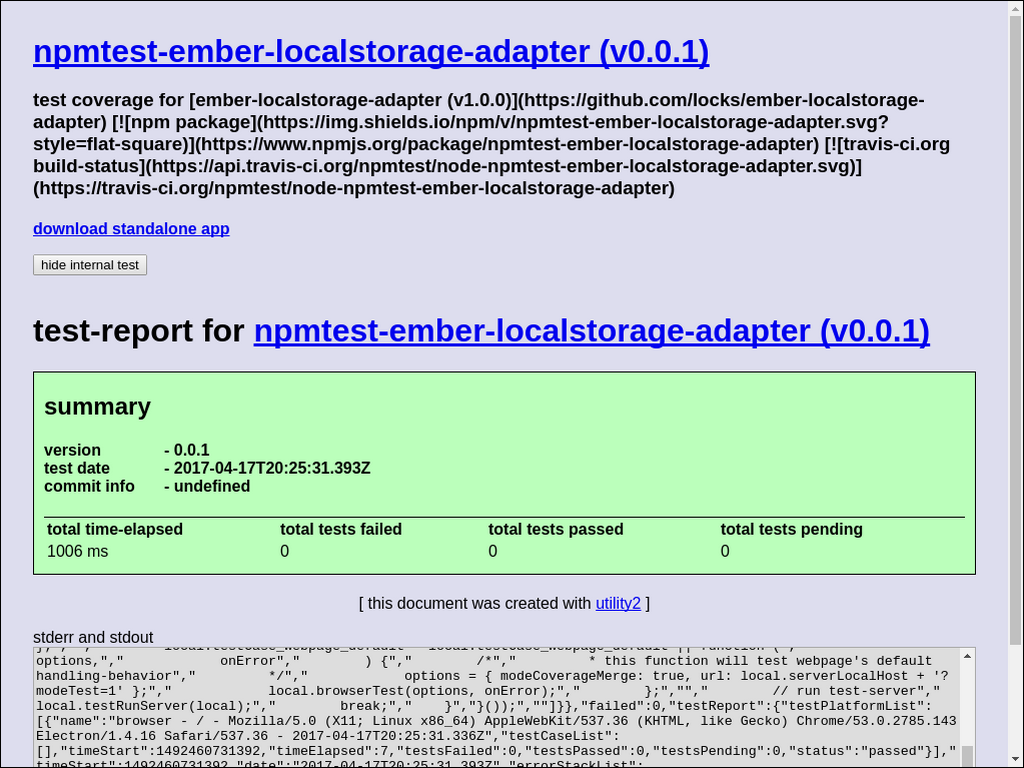 npmtest-ember-localstorage-adapter (v0.0.1)
test coverage for [ember-localstorage-adapter (v1.0.0)](https://github.com/locks/ember-localstorage-
adapter) [![npm package](https://img.shields.io/npm/v/npmtest-ember-localstorage-adapter.svg?
style=flat-square)](https://www.npmjs.org/package/npmtest-ember-localstorage-adapter) [![travis-ci.org
build-status](https://api.travis-ci.org/npmtest/node-npmtest-ember-localstorage-adapter.svg)]
(https://travis-ci.org/npmtest/node-npmtest-ember-localstorage-adapter)
download standalone app
hide internal test
test-report for npmtest-ember-localstorage-adapter (v0.0.1)
summary
version - 0.0.1
test date - 2017-04-17T20:25:31.393Z
commit info - undefined
total time-elapsed total tests failed total tests passed total tests pending
1006 ms 0 0 0
[ this document was created with utility2 ]
stderr and stdout
options,"," onError"," ) {"," /*"," * this function will test webpage's default
handling-behavior"," */"," options = { modeCoverageMerge: true, url: local.serverLocalHost + '?
modeTest=1' };"," local.browserTest(options, onError);"," };",""," // run test-server","
local.testRunServer(local);"," break;"," }","}());",""]}},"failed":0,"testReport":{"testPlatformList":
[{"name":"browser - / - Mozilla/5.0 (X11; Linux x86_64) AppleWebKit/537.36 (KHTML, like Gecko) Chrome/53.0.2785.143
Electron/1.4.16 Safari/537.36 - 2017-04-17T20:25:31.336Z","testCaseList":
[],"timeStart":1492460731392,"timeElapsed":7,"testsFailed":0,"testsPassed":0,"testsPending":0,"status":"passed"}],"
timeStart":1492460731392,"date":"2017-04-17T20:25:31.393Z","errorStackList":